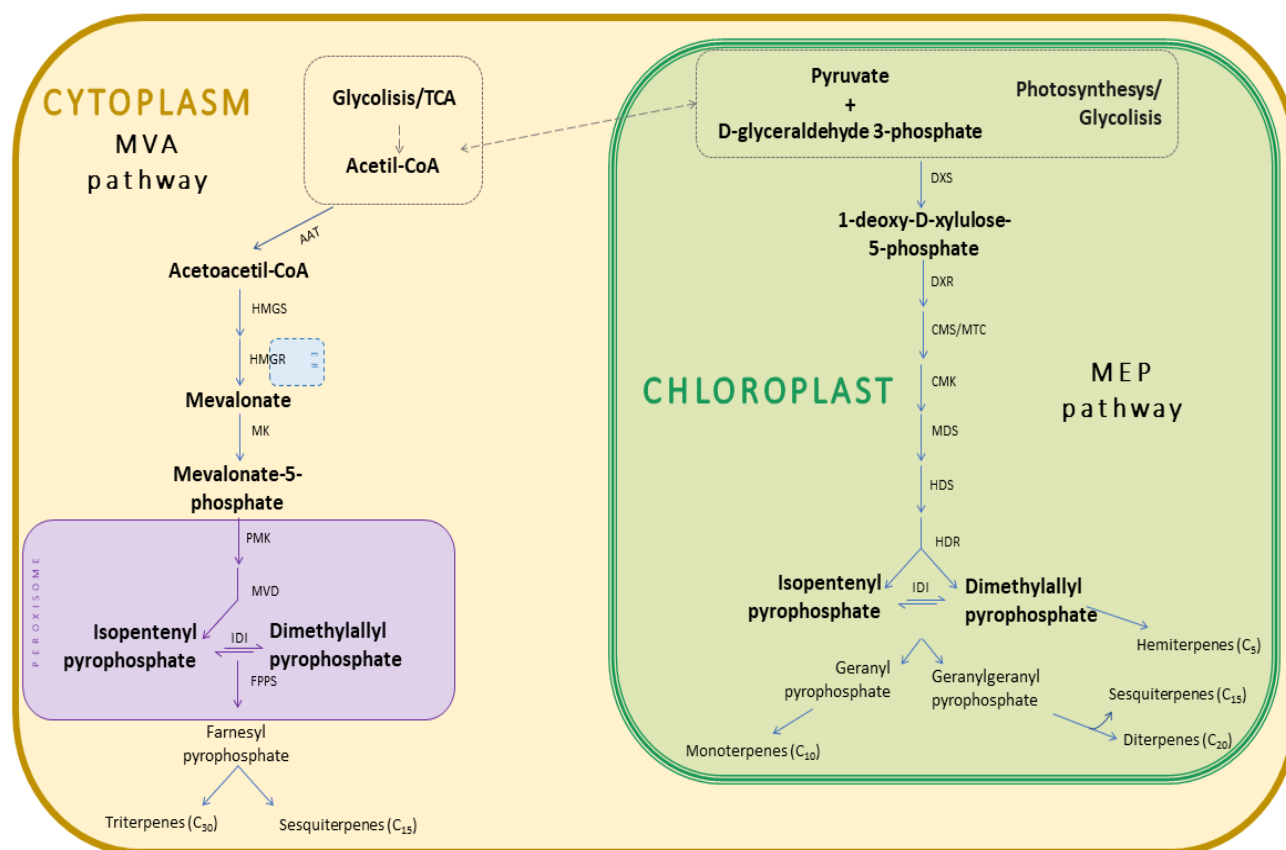 CYTOPLASM
MVA
pathway
Glycolisis/TCA
Acetil-CoA
AAT
Acetoacetil-CoA
HMGS
HMGR
ER
Mevalonate
MK
Mevalonate-5-
phosphate
PEROXISOME
PMK
MVD
Isopentenyl
pyrophosphate
IDI
Dimethylallyl
pyrophosphate
FPPS
Farnesyl
pyrophosphate
Triterpenes (C₃₀)
Sesquiterpenes (C₁₅)
Pyruvate
+
D-glyceraldehyde 3-phosphate
Photosynthesys/
Glycolisis
DXS
1-deoxy-D-xylulose-
5-phosphate
DXR
CMS/MTC
CHLOROPLAST
MEP
pathway
CMK
MDS
HDS
HDR
Isopentenyl
pyrophosphate
IDI
Dimethylallyl
pyrophosphate
Hemiterpenes (C₅)
Geranyl
pyrophosphate
Geranylgeranyl
pyrophosphate
Monoterpenes (C₁₀)
Sesquiterpenes (C₁₅)
Diterpenes (C₂₀)